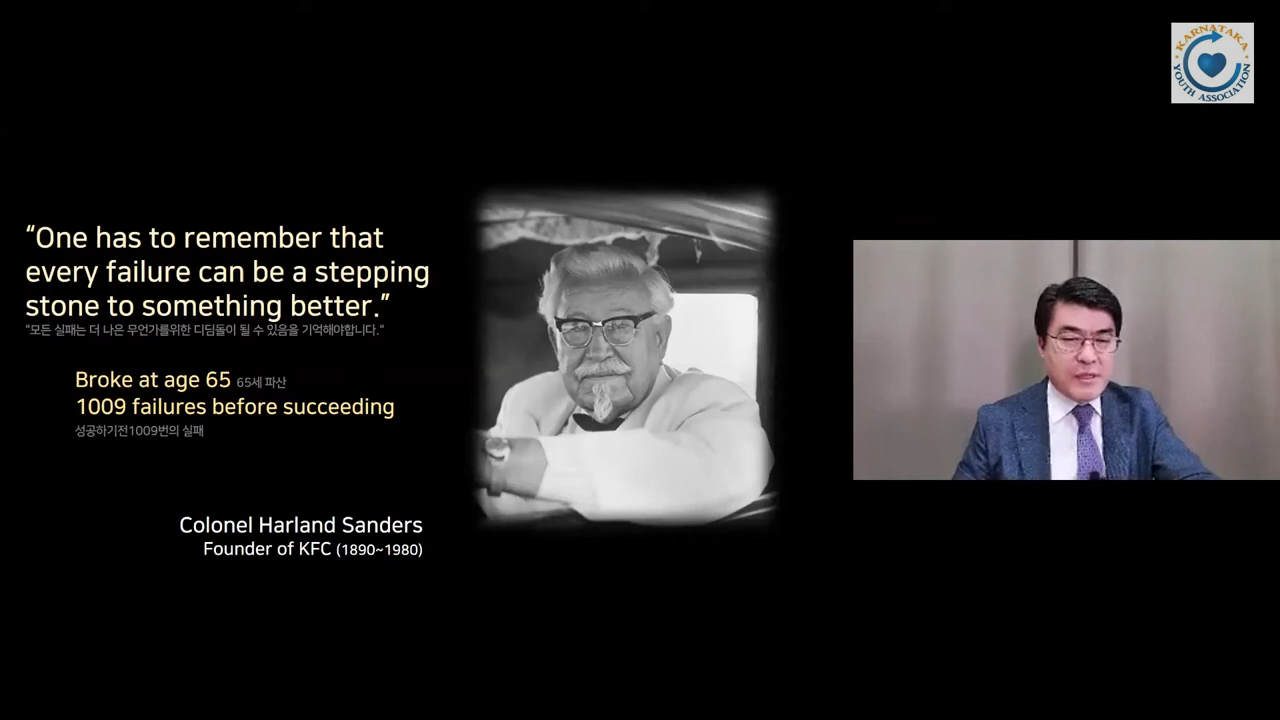 KARNATAKA
YOUTH ASSOCIATION
“One has to remember that
every failure can be a stepping
stone to something better.”
"모든 실패는 더 나은 무언가를위한 디딤돌이 될 수 있음을 기억해야합니다."
Broke at age 65 65세 파산
1009 failures before succeeding
성공하기전1009번의 실패
Colonel Harland Sanders
Founder of KFC (1890~1980)